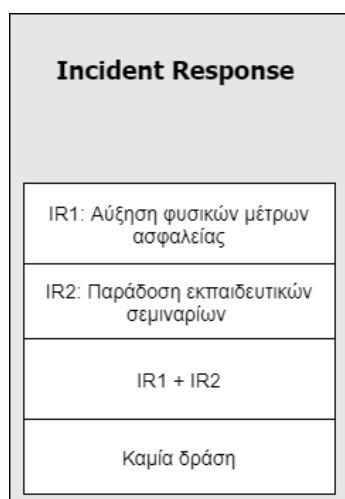 Incident Response
IR1: Αύξηση φυσικών μέτρων
ασφαλείας
IR2: Παράδοση εκπαιδευτικών
σεμιναρίων
IR1 + IR2
Καμία δράση